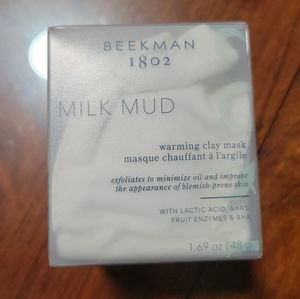 BEEKMAN
1802
MILK MUD
warming clay mask
masque chauffant à l'argile
exfoliates to minimize oil and improve
the appearance of blemish-prone skin
WITH LACTIC ACID, AHAS,
FRUIT ENZYMES & BHA
1.69 oz | 48 g